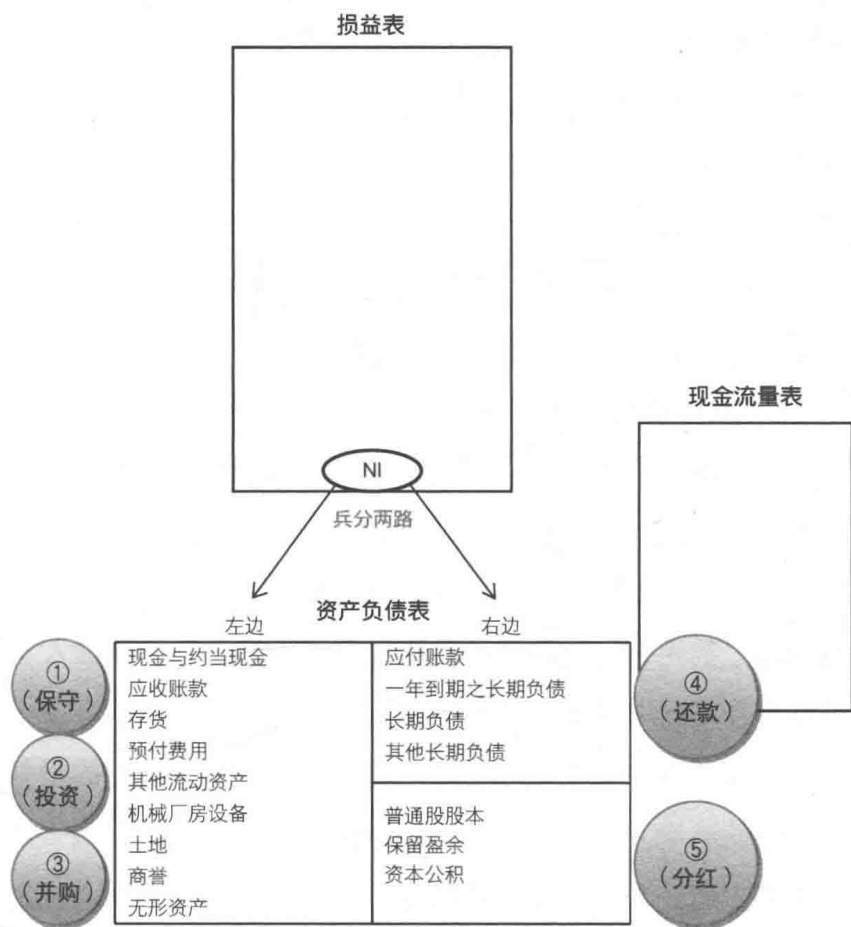 损益表
NI
兵分两路
现金流量表
资产负债表
左边
右边
①
（保守）
②
（投资）
③
（并购）
现金与约当现金
应收账款
存货
预付费用
其他流动资产
机械厂房设备
土地
商誉
无形资产
应付账款
一年到期之长期负债
长期负债
其他长期负债
普通股股本
保留盈余
资本公积
④
（还款）
⑤
（分红）